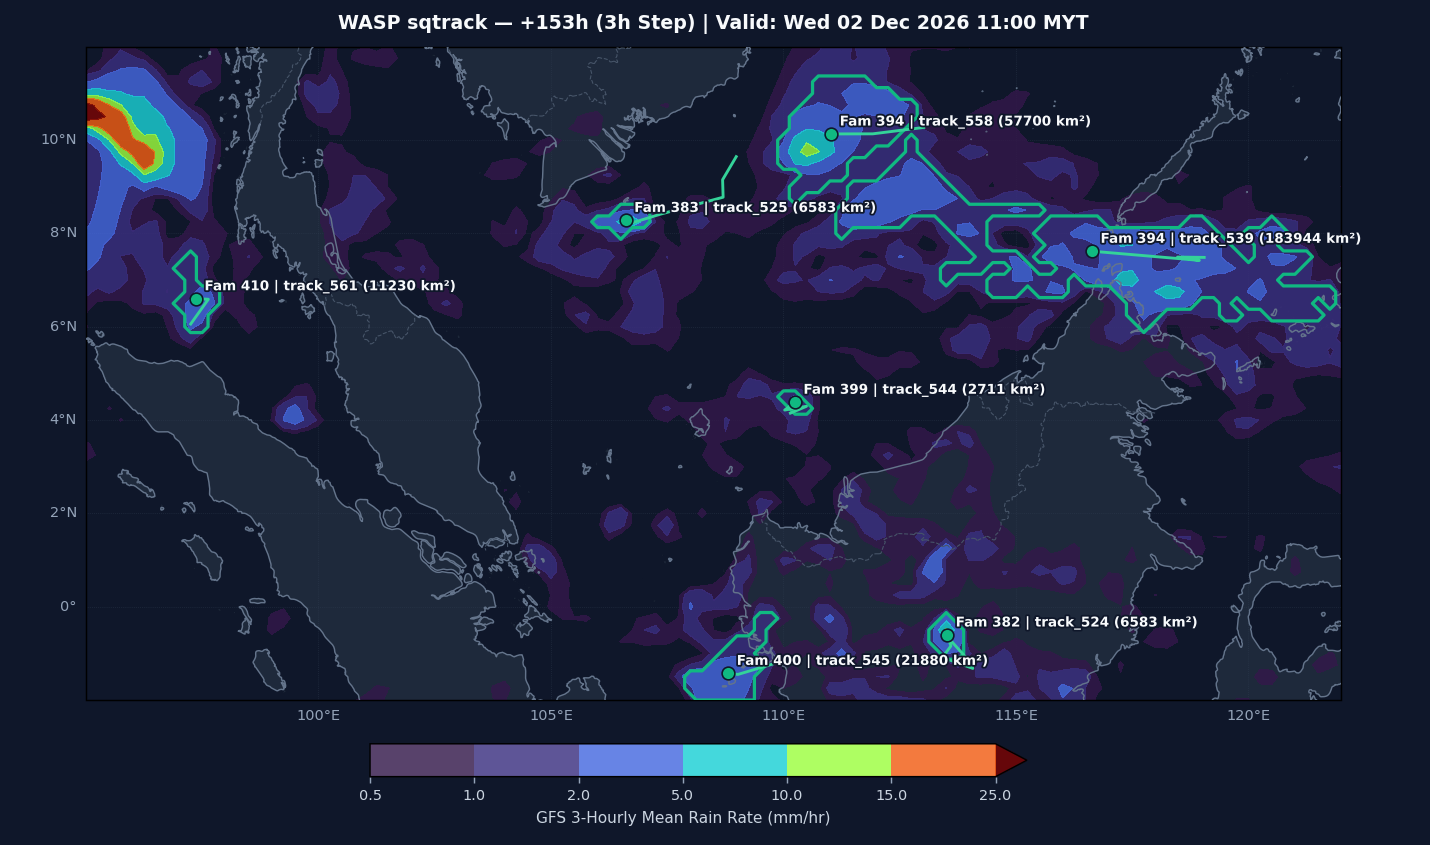 WASP sqtrack — +153h (3h Step) | Valid: Wed 02 Dec 2026 11:00 MYT
10°N
8°N
6°N
4°N
2°N
0°
Fam 394 | track_558 (57700 km²)
Fam 383 | track_525 (6583 km²)
Fam 394 | track_539 (183944 km²)
Fam 410 | track_561 (11230 km²)
Fam 399 | track_544 (2711 km²)
Fam 382 | track_524 (6583 km²)
Fam 400 | track_545 (21880 km²)
100°E 105°E 110°E 115°E 120°E
0.5 1.0 2.0 5.0 10.0 15.0 25.0
GFS 3-Hourly Mean Rain Rate (mm/hr)